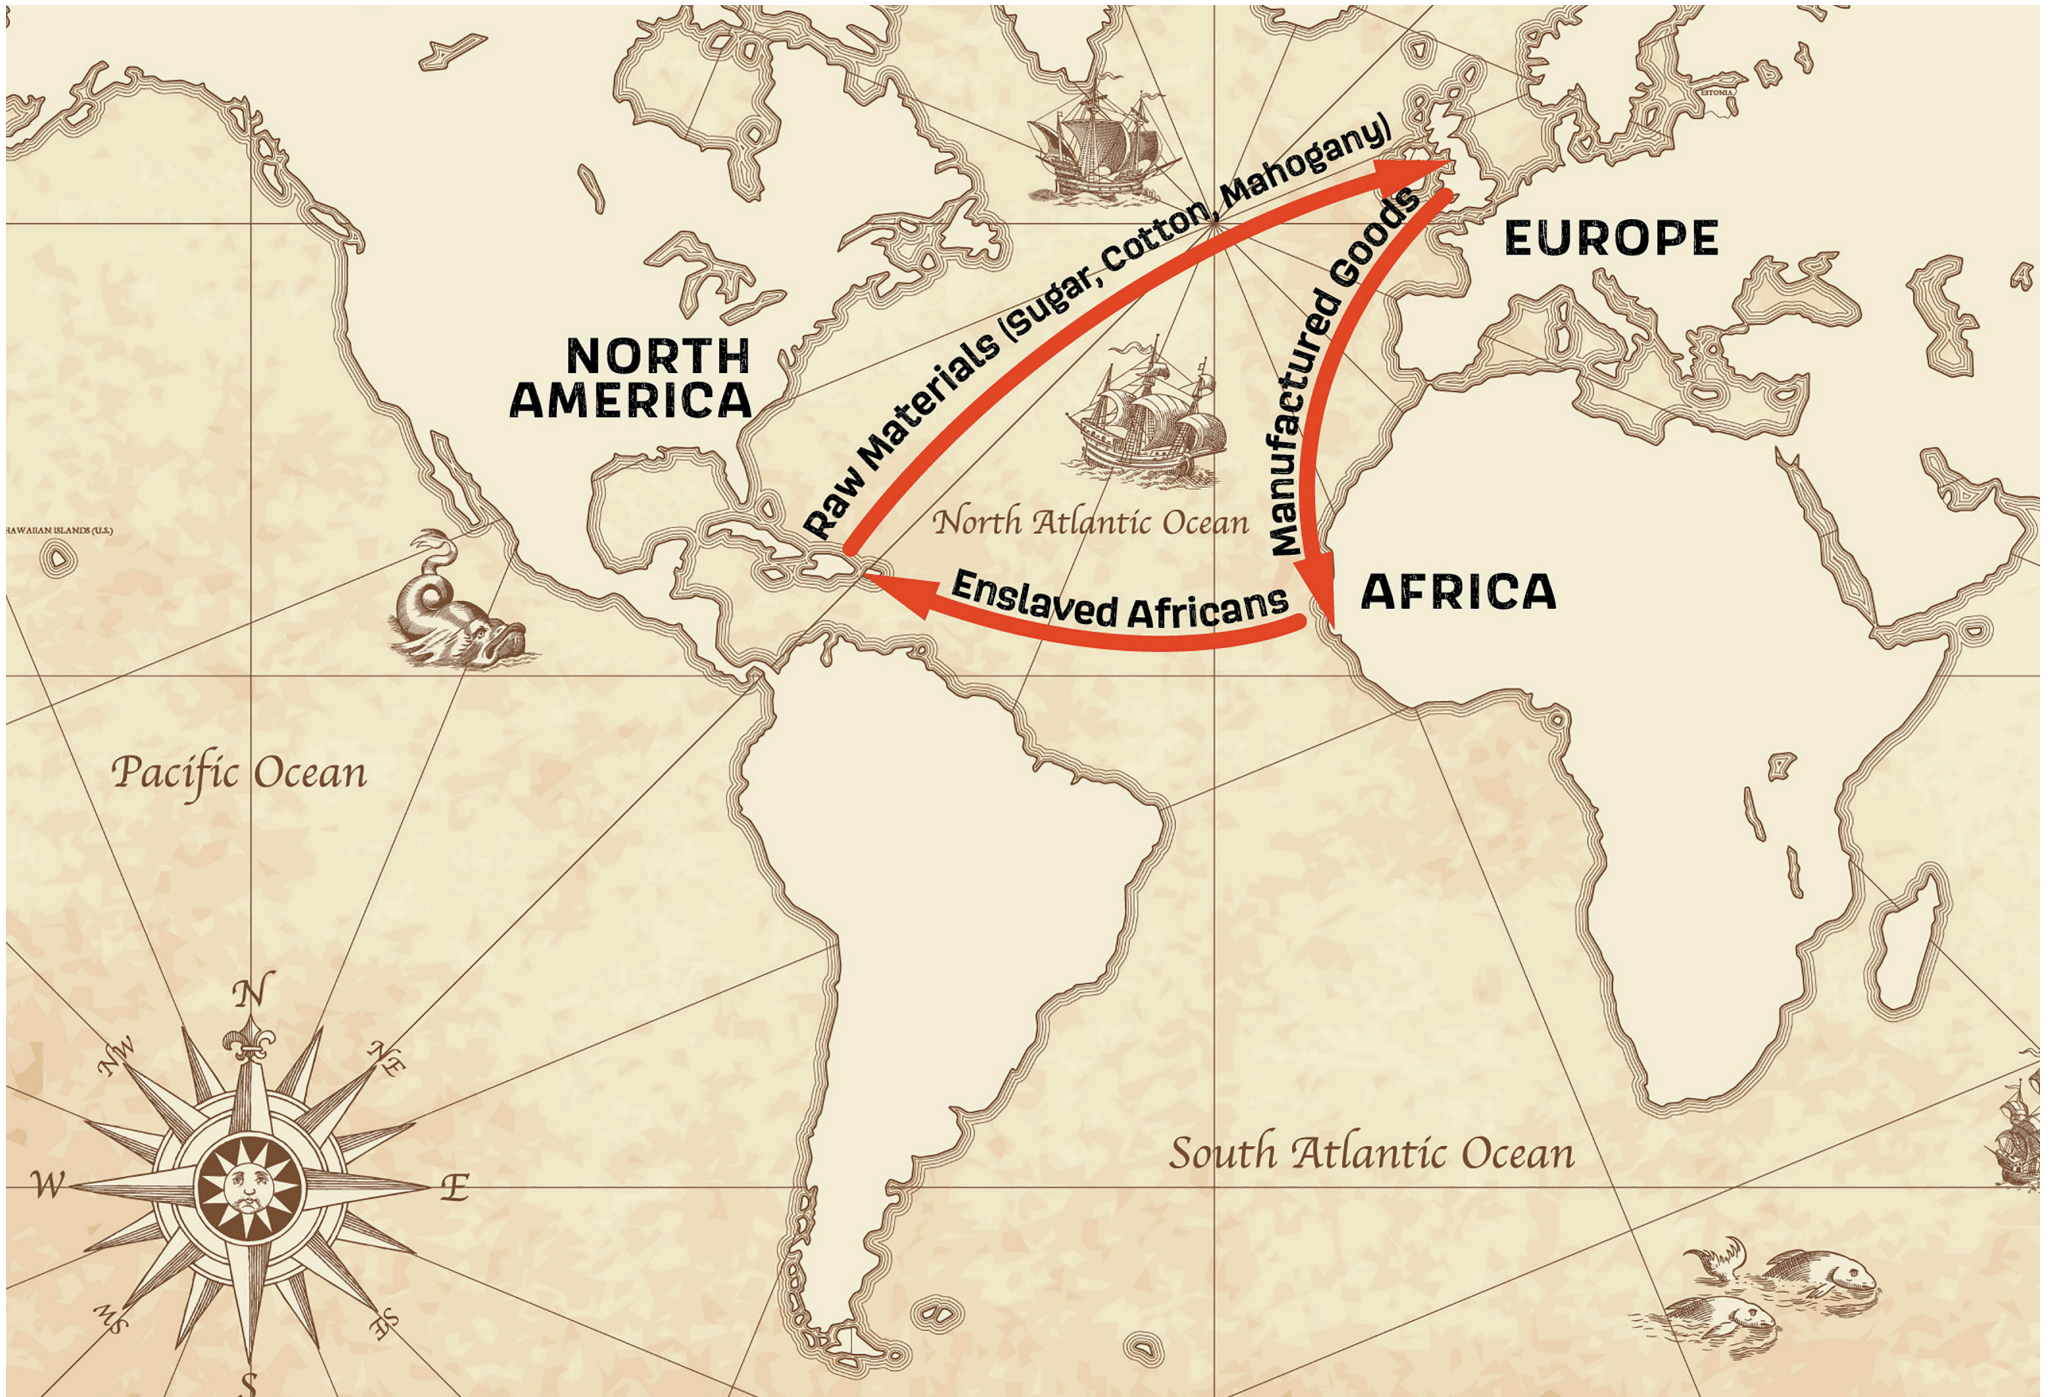 ESTONIA
Raw Materials (Sugar, Cotton, Mahogany)
Manufactured Goods
EUROPE
NORTH
AMERICA
North Atlantic Ocean
HAWAIIAN ISLANDS (U.S.)
Enslaved Africans
AFRICA
Pacific Ocean
N
NW
NE
South Atlantic Ocean
W
E
SW
SE
S